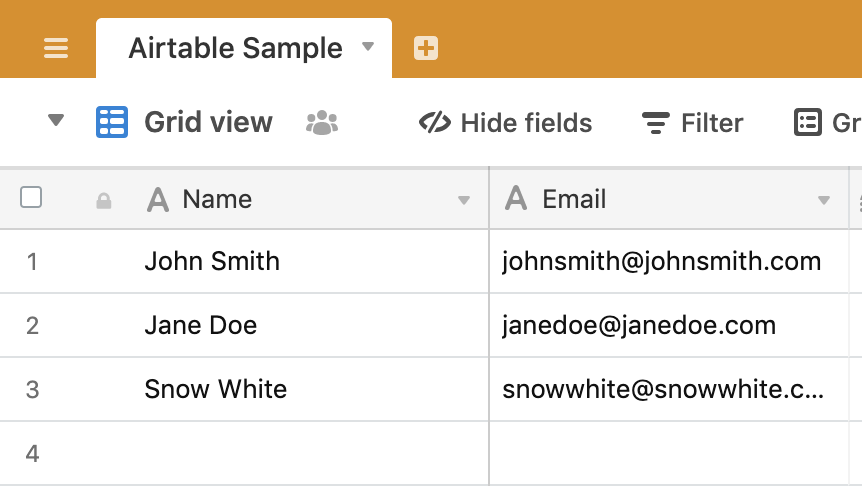 Airtable Sample
Grid view Hide fields Filter Gr
Name Email
1 John Smith johnsmith@johnsmith.com
2 Jane Doe janedoe@janedoe.com
3 Snow White snowwhite@snowwhite.c...
4